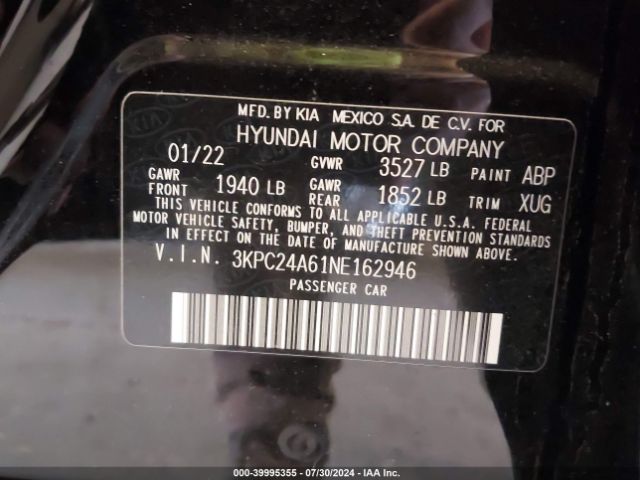 MFD. BY KIA MEXICO S.A. DE C.V. FOR
HYUNDAI MOTOR COMPANY
01/22 GVWR 3527 LB PAINT ABP
GAWR FRONT 1940 LB GAWR REAR 1852 LB TRIM XUG
THIS VEHICLE CONFORMS TO ALL APPLICABLE U.S.A. FEDERAL
MOTOR VEHICLE SAFETY, BUMPER, AND THEFT PREVENTION STANDARDS
IN EFFECT ON THE DATE OF MANUFACTURE SHOWN ABOVE.
V.I.N. 3KPC24A61NE162946
PASSENGER CAR
000-39995355 | 07/30/2024 - IAA Inc.